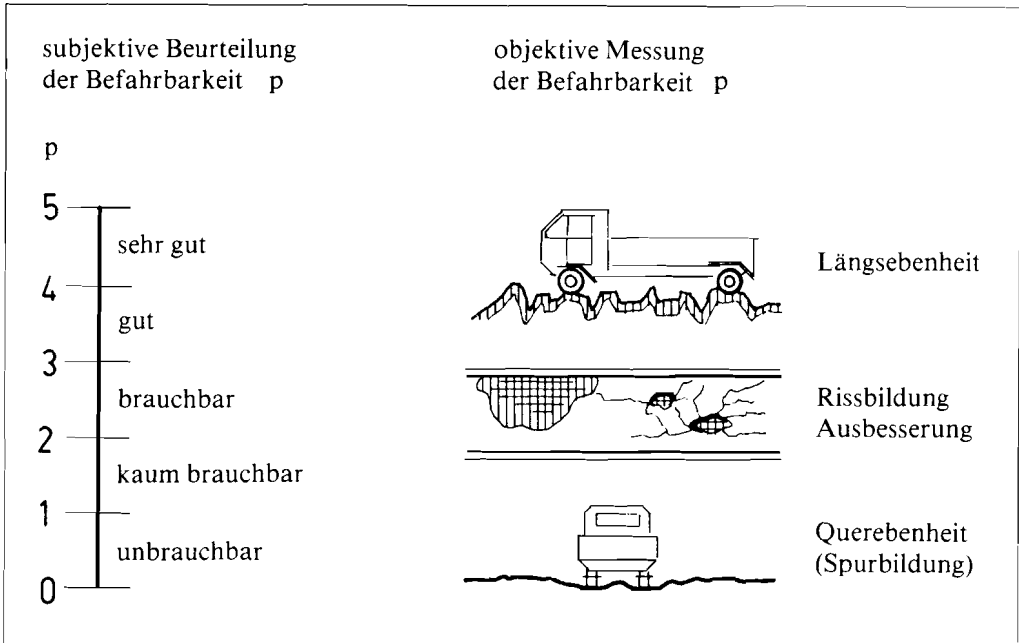 subjektive Beurteilung
der Befahrbarkeit p
p
5
sehr gut
4
gut
3
brauchbar
2
kaum brauchbar
1
unbrauchbar
0
objektive Messung
der Befahrbarkeit p
Längsebenheit
Rissbildung
Ausbesserung
Querebenheit
(Spurbildung)